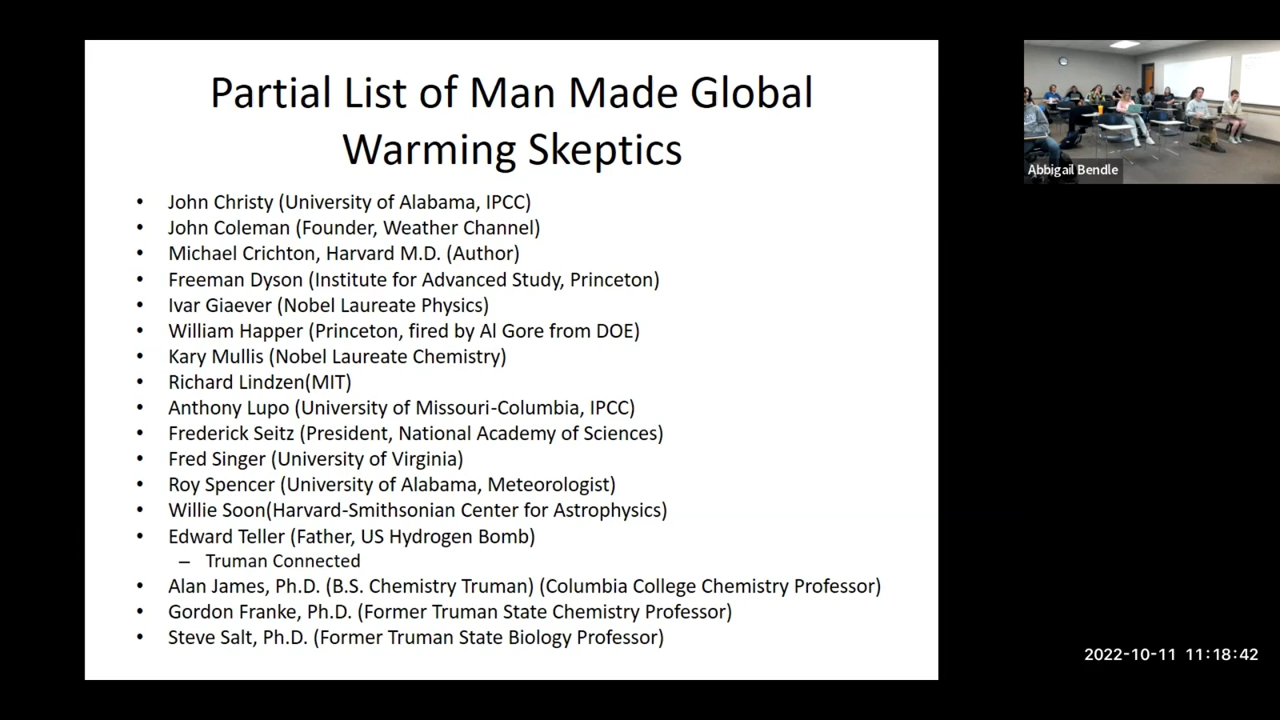 Partial List of Man Made Global
Warming Skeptics
• John Christy (University of Alabama, IPCC)
• John Coleman (Founder, Weather Channel)
• Michael Crichton, Harvard M.D. (Author)
• Freeman Dyson (Institute for Advanced Study, Princeton)
• Ivar Giaever (Nobel Laureate Physics)
• William Happer (Princeton, fired by Al Gore from DOE)
• Kary Mullis (Nobel Laureate Chemistry)
• Richard Lindzen(MIT)
• Anthony Lupo (University of Missouri-Columbia, IPCC)
• Frederick Seitz (President, National Academy of Sciences)
• Fred Singer (University of Virginia)
• Roy Spencer (University of Alabama, Meteorologist)
• Willie Soon(Harvard-Smithsonian Center for Astrophysics)
• Edward Teller (Father, US Hydrogen Bomb)
– Truman Connected
• Alan James, Ph.D. (B.S. Chemistry Truman) (Columbia College Chemistry Professor)
• Gordon Franke, Ph.D. (Former Truman State Chemistry Professor)
• Steve Salt, Ph.D. (Former Truman State Biology Professor)
Abbigail Bendle
2022-10-11 11:18:42